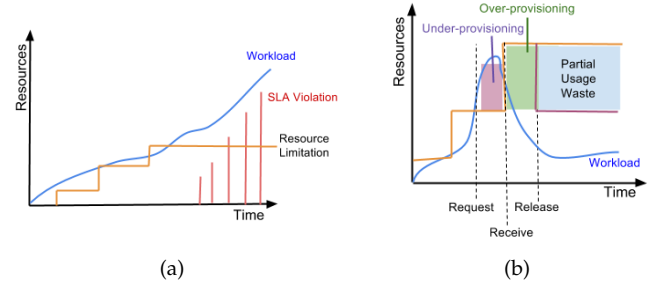 Resources
Workload
SLA Violation
Resource
Limitation
Time
(a)
Over-provisioning
Under-provisioning
Resources
Partial
Usage
Waste
Workload
Time
Request
Release
Receive
(b)